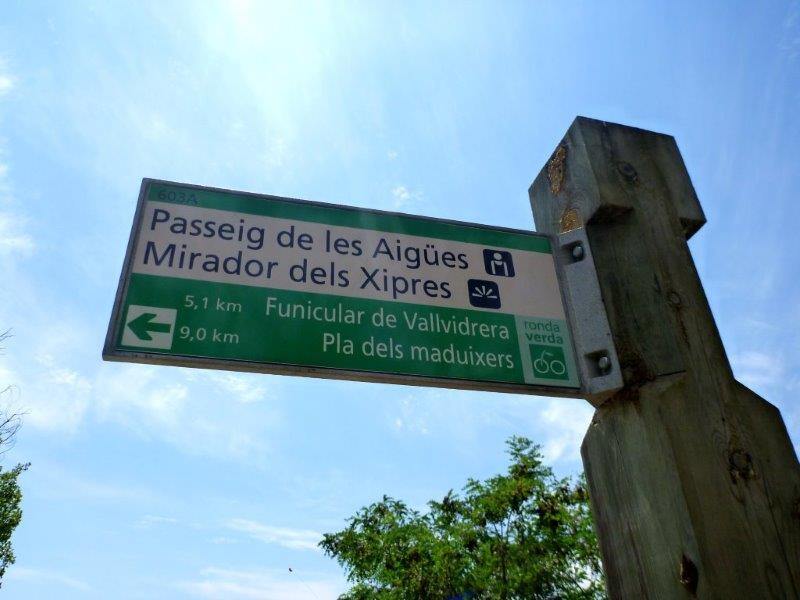 603A
Passeig de les Aigües
Mirador dels Xipres
5,1 km Funicular de Vallvidrera
9,0 km Pla dels maduixers
ronda
verda